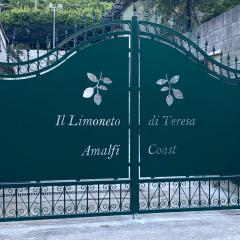 Il Limoneto di Teresa
Amalfi Coast